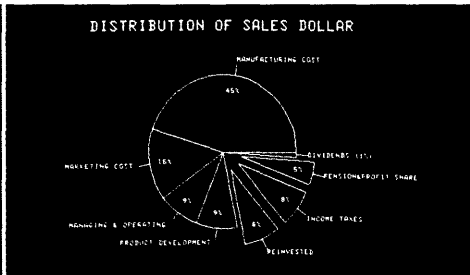 DISTRIBUTION OF SALES DOLLAR
MANUFACTURING COST
45%
DIVIDENDS (1%)
5%
PENSION&PROFIT SHARE
16%
MARKETING COST
8%
INCOME TAXES
9%
9%
MANAGING & OPERATING
PRODUCT DEVELOPMENT
REINVESTED